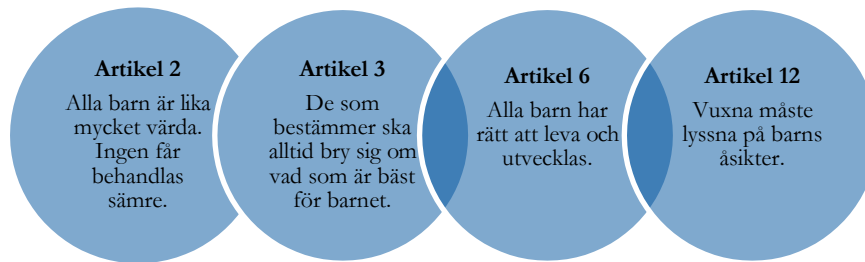 Artikel 2
Alla barn är lika
mycket värda.
Ingen får
behandlas
sämre.
Artikel 3
De som
bestämmer ska
alltid bry sig om
vad som är bäst
för barnet.
Artikel 6
Alla barn har
rätt att leva och
utvecklas.
Artikel 12
Vuxna måste
lyssna på barns
åsikter.